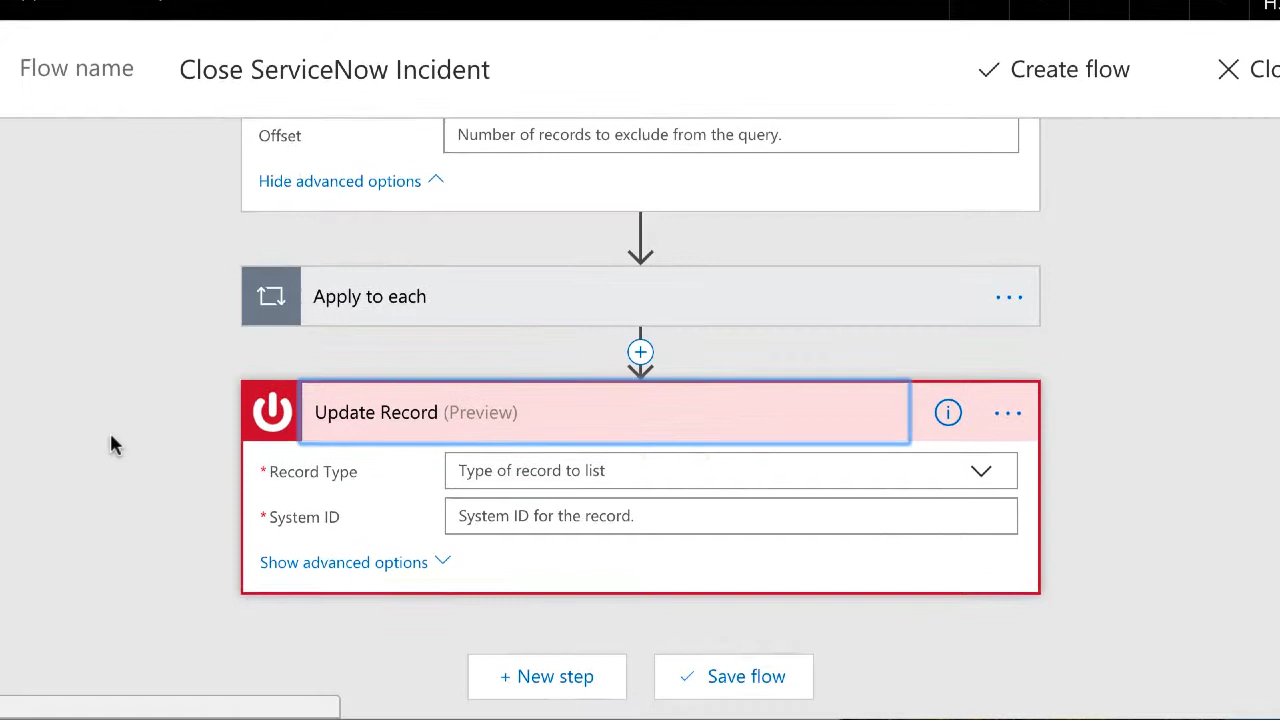 Flow name
Close ServiceNow Incident
Create flow
Offset
Number of records to exclude from the query.
Hide advanced options
Apply to each
Update Record (Preview)
*Record Type
Type of record to list
*System ID
System ID for the record.
Show advanced options
+ New step
Save flow